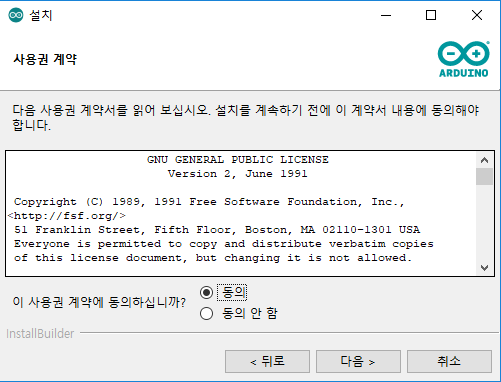 설치
사용권 계약
ARDUINO
다음 사용권 계약서를 읽어 보십시오. 설치를 계속하기 전에 이 계약서 내용에 동의해야
합니다.
GNU GENERAL PUBLIC LICENSE
Version 2, June 1991
Copyright (C) 1989, 1991 Free Software Foundation, Inc.,
<http://fsf.org/>
51 Franklin Street, Fifth Floor, Boston, MA 02110-1301 USA
Everyone is permitted to copy and distribute verbatim copies
of this license document, but changing it is not allowed.
이 사용권 계약에 동의하십니까?
동의
동의 안 함
InstallBuilder
< 뒤로
다음 >
취소